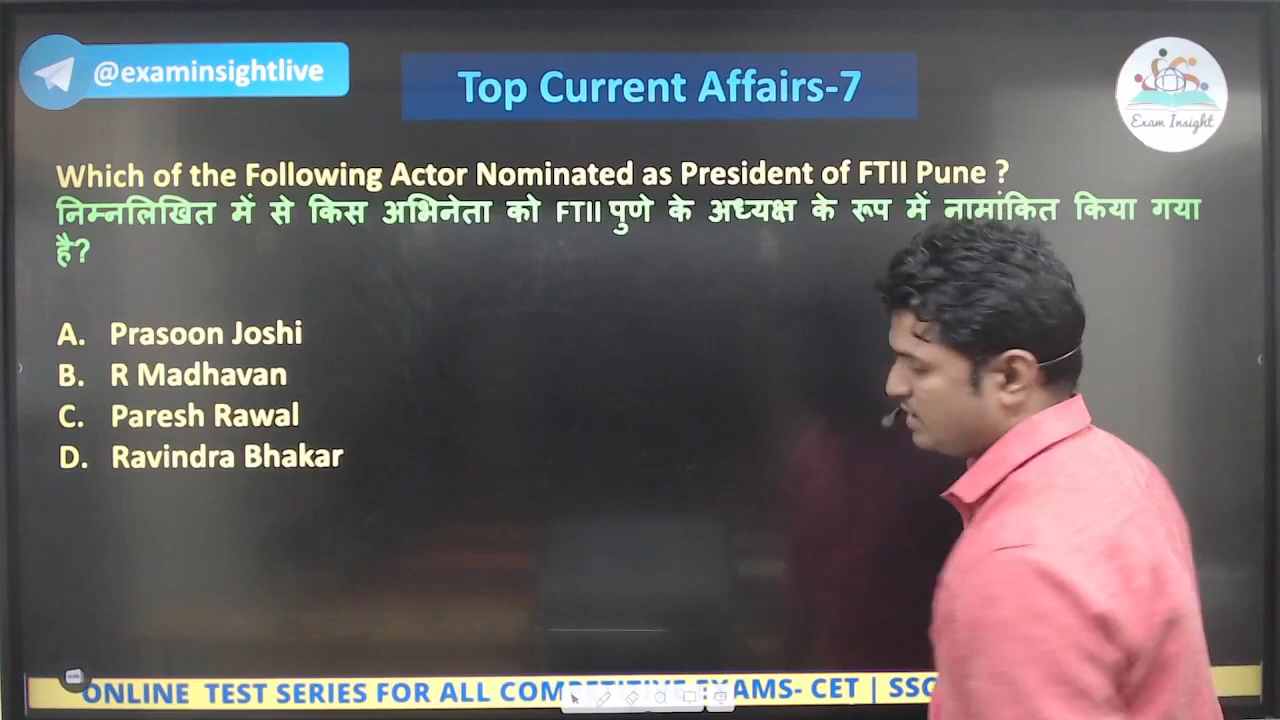 @examinsightlive
Top Current Affairs-7
Exam Insight
Which of the Following Actor Nominated as President of FTII Pune ?
निम्नलिखित में से किस अभिनेता को FTII पुणे के अध्यक्ष के रूप में नामांकित किया गया
है?
A. Prasoon Joshi
B. R Madhavan
C. Paresh Rawal
D. Ravindra Bhakar
ONLINE TEST SERIES FOR ALL COMPETITIVE EXAMS- CET | SSC